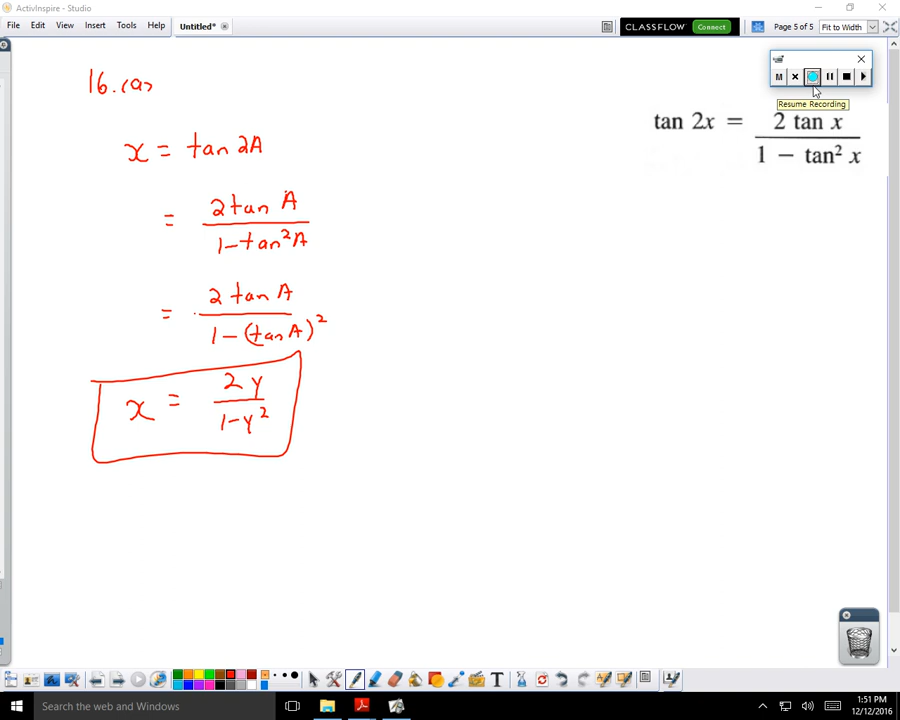 ActivInspire - Studio
File Edit View Insert Tools Help Untitled* CLASSFLOW Connect Page 5 of 5 Fit to Width
M
Resume Recording
16.(a)
x = tan 2A
= 2 tan A
1 - tan² A
= 2 tan A
1 - (tan A)²
x = 2y
1 - y²
tan 2x = 2 tan x
1 − tan² x
Search the web and Windows
1:51 PM
12/12/2016